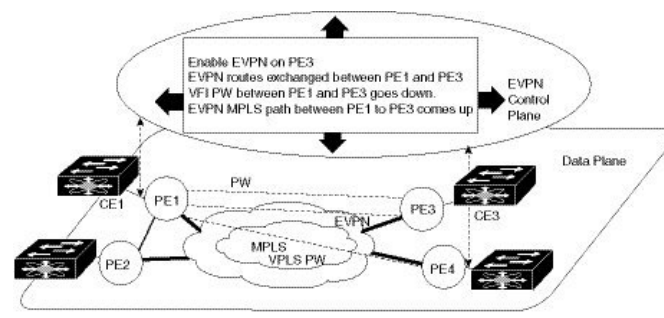 Enable EVPN on PE3
EVPN routes exchanged between PE1 and PE3
VFI PW between PE1 and PE3 goes down.
EVPN MPLS path between PE1 to PE3 comes up
EVPN
Control
Plane
Data Plane
CE1
PW
PE1
PE3
CE3
EVPN
MPLS
VPLS PW
PE2
PE4